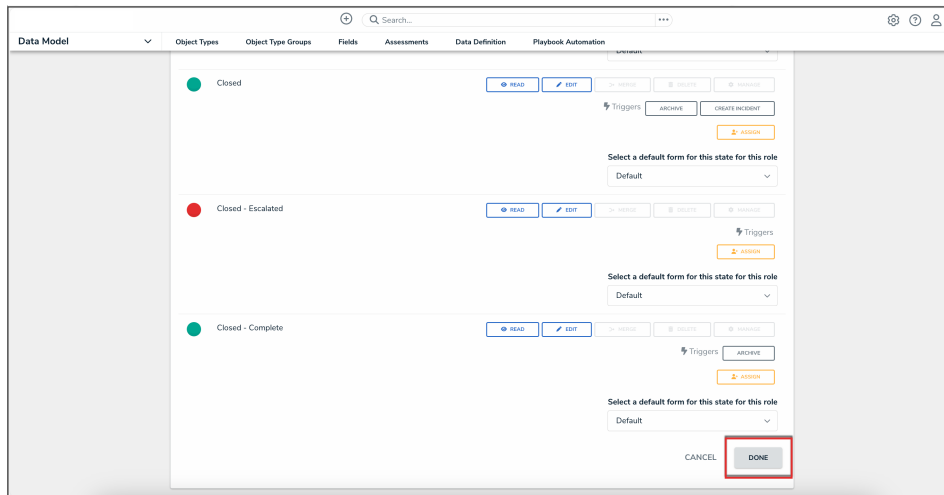 Search...
Data Model
Object Types Object Type Groups Fields Assessments Data Definition Playbook Automation
Default
Closed
READ EDIT MERGE DELETE MANAGE
Triggers ARCHIVE CREATE INCIDENT
ASSIGN
Select a default form for this state for this role
Default
Closed - Escalated
READ EDIT MERGE DELETE MANAGE
Triggers
ASSIGN
Select a default form for this state for this role
Default
Closed - Complete
READ EDIT MERGE DELETE MANAGE
Triggers ARCHIVE
ASSIGN
Select a default form for this state for this role
Default
CANCEL DONE